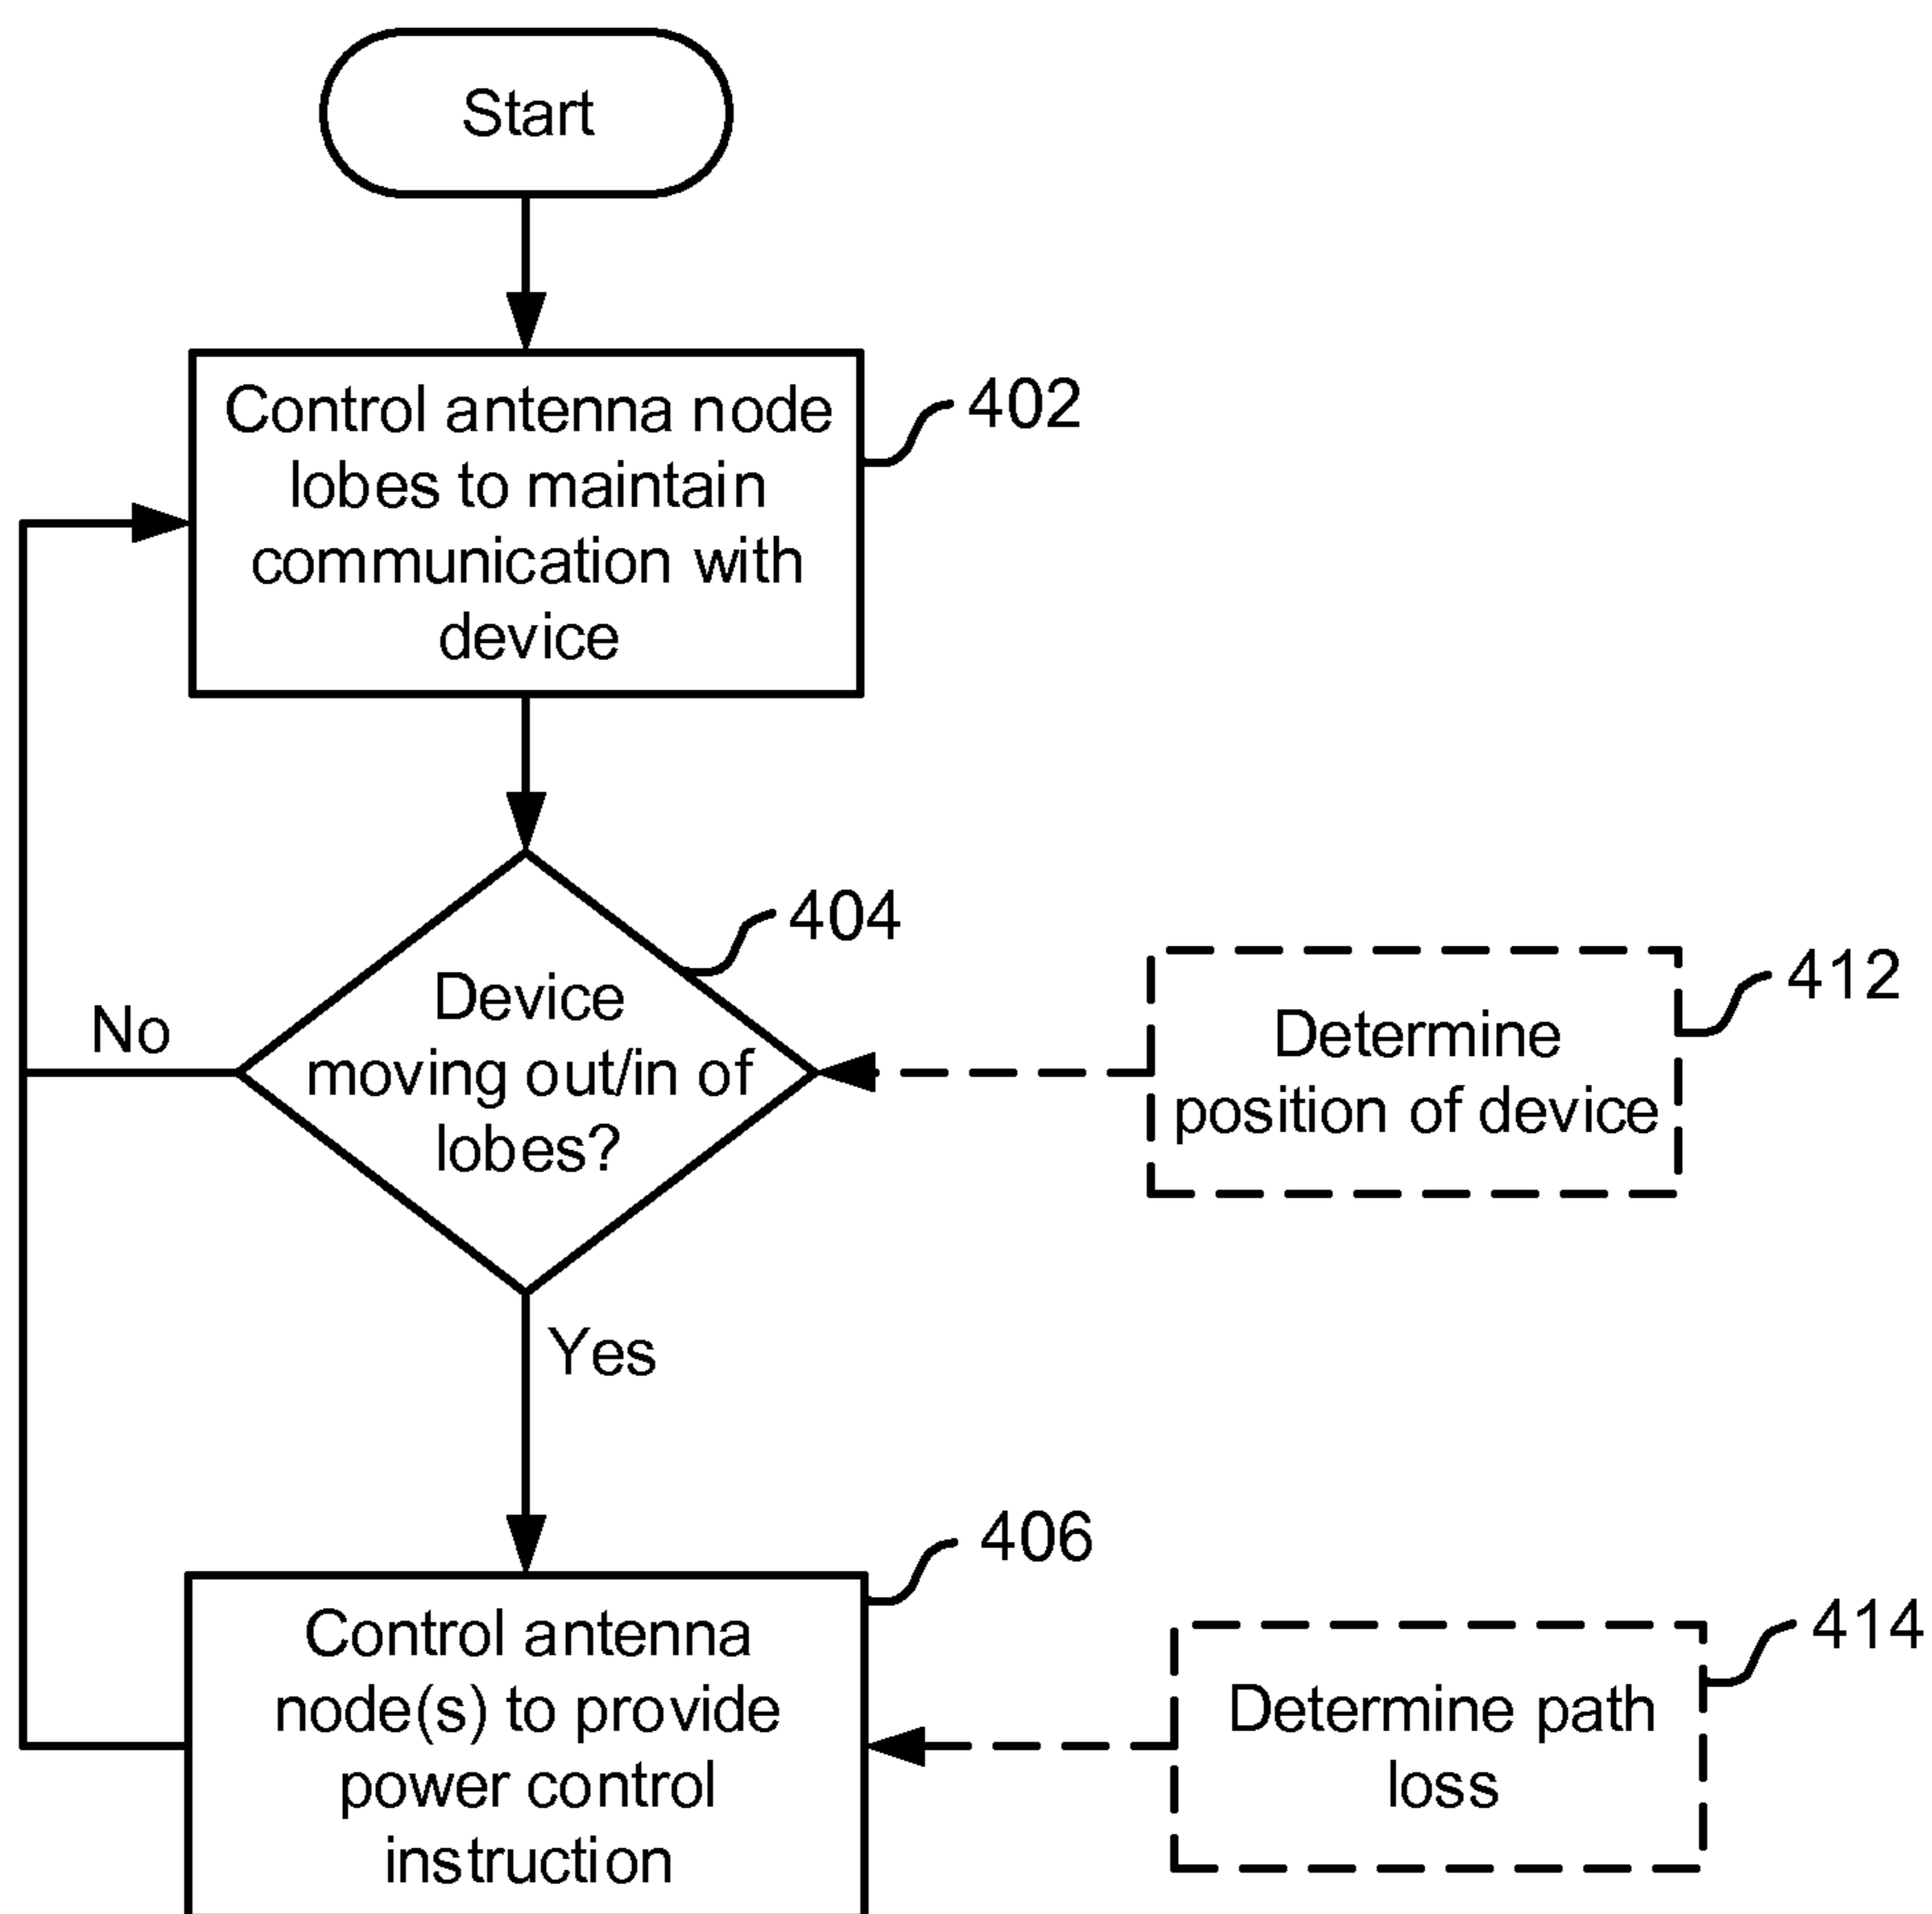 Start
Control antenna node
lobes to maintain
communication with
device
402
404
Device
moving out/in of
lobes?
No
Determine
position of device
412
Yes
406
Control antenna
node(s) to provide
power control
instruction
Determine path
loss
414